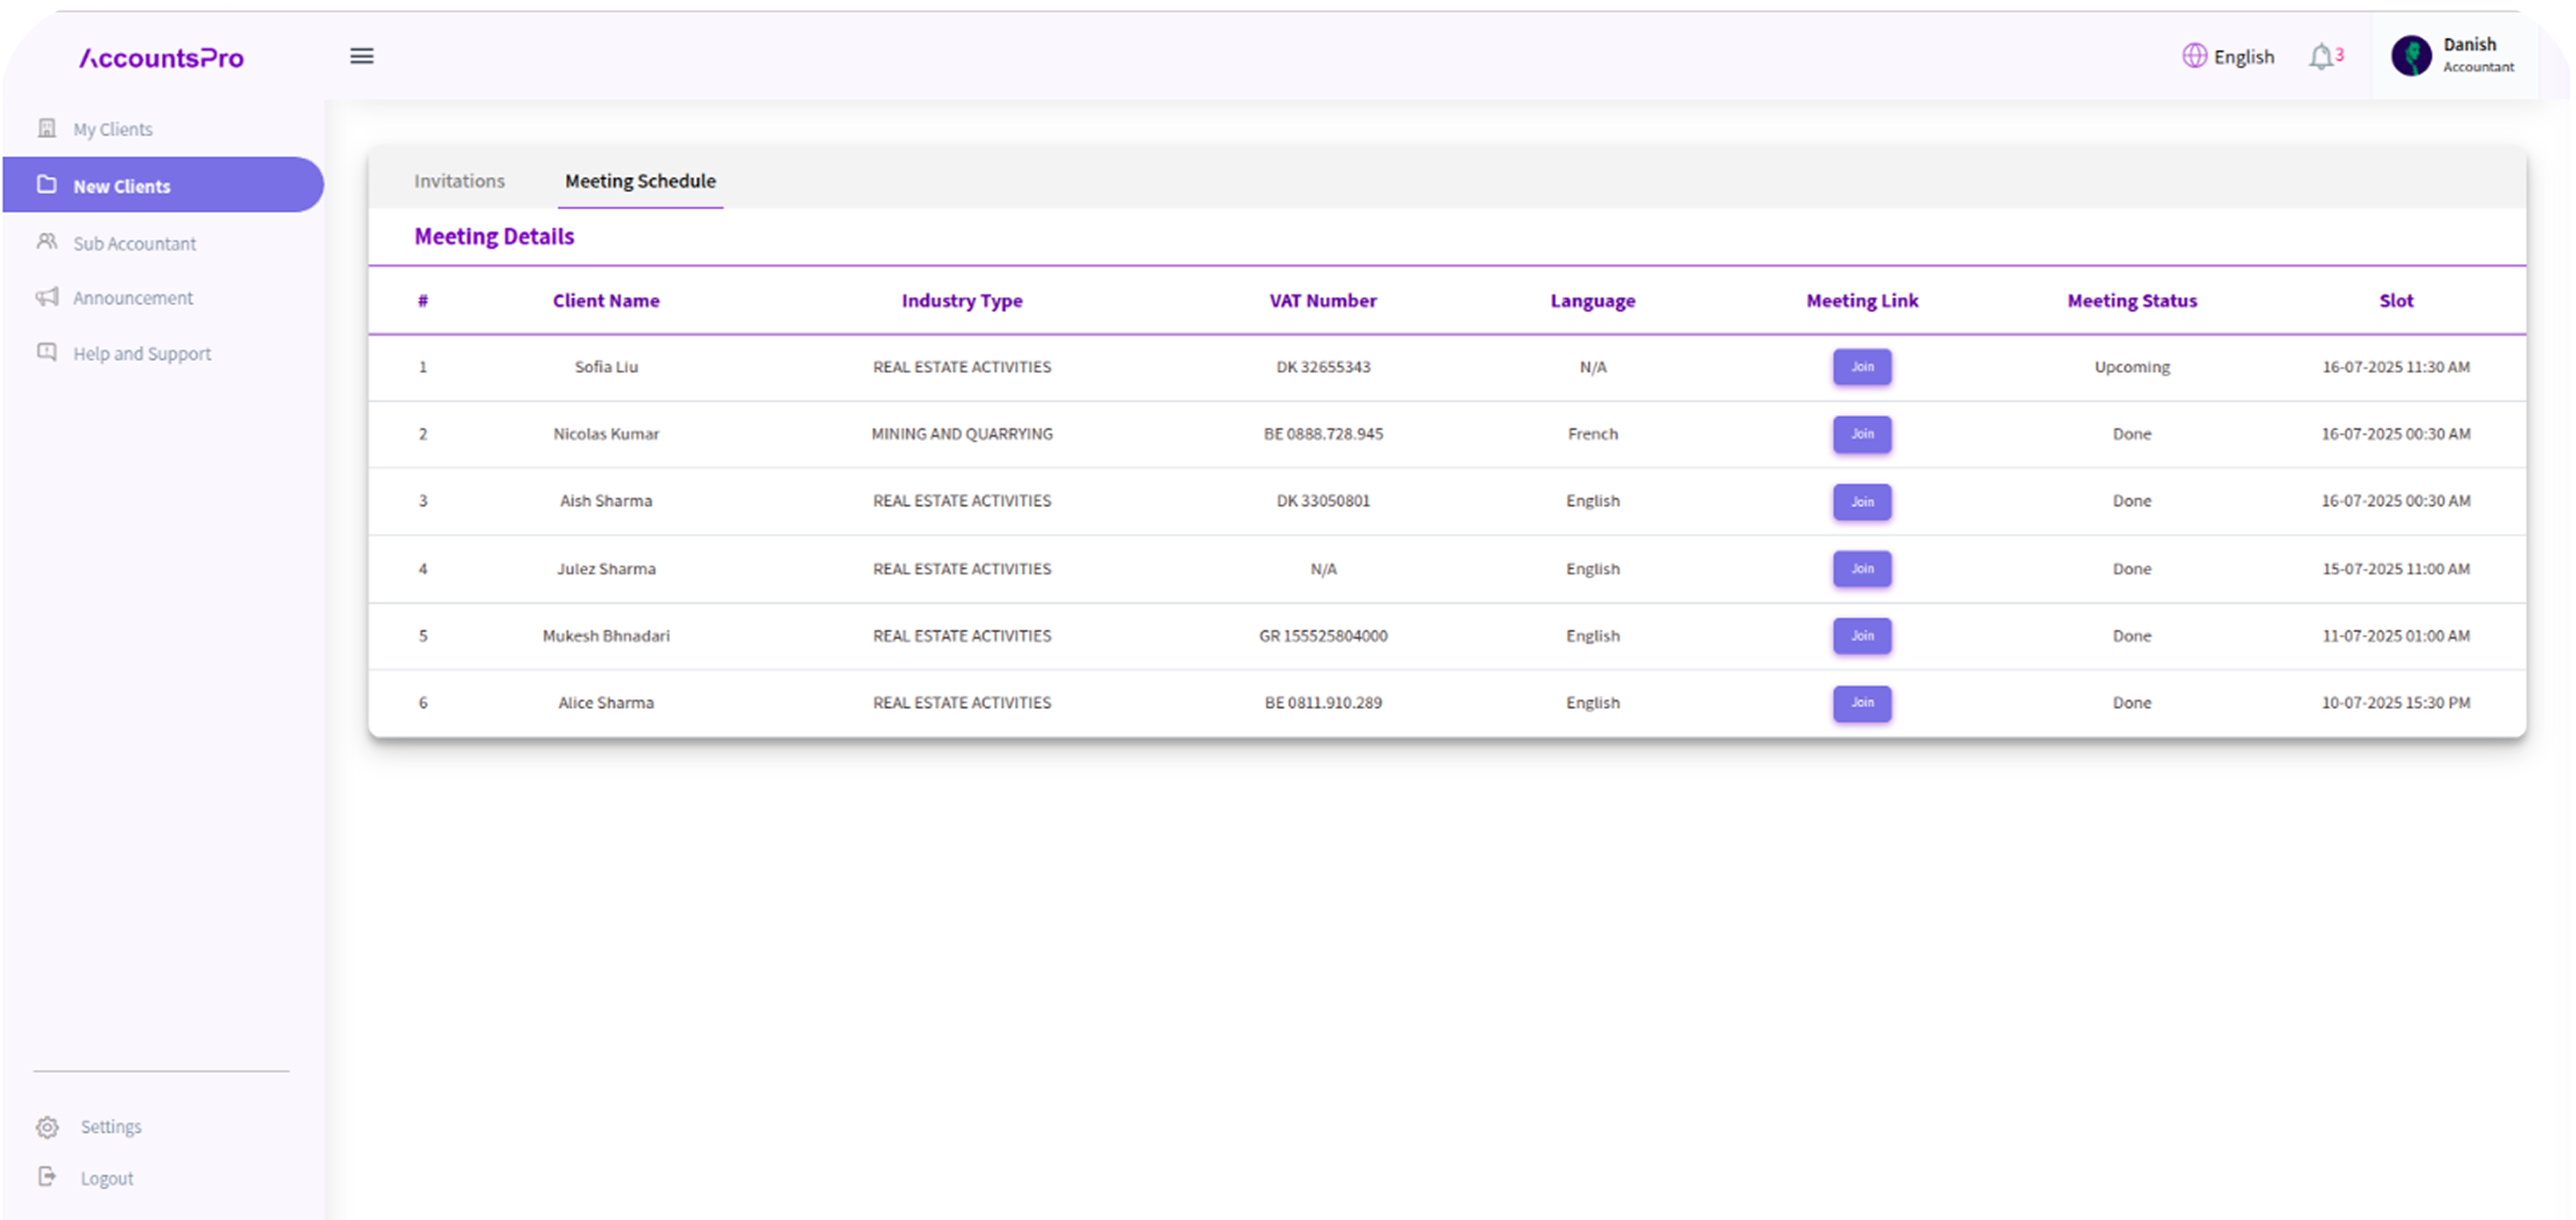 AccountsPro
English
3
Danish
Accountant
My Clients
New Clients
Sub Accountant
Announcement
Help and Support
Settings
Logout
Invitations Meeting Schedule
Meeting Details
# Client Name Industry Type VAT Number Language Meeting Link Meeting Status Slot
1 Sofia Liu REAL ESTATE ACTIVITIES DK 32655343 N/A Join Upcoming 16-07-2025 11:30 AM
2 Nicolas Kumar MINING AND QUARRYING BE 0888.728.945 French Join Done 16-07-2025 00:30 AM
3 Aish Sharma REAL ESTATE ACTIVITIES DK 33050801 English Join Done 16-07-2025 00:30 AM
4 Julez Sharma REAL ESTATE ACTIVITIES N/A English Join Done 15-07-2025 11:00 AM
5 Mukesh Bhnadari REAL ESTATE ACTIVITIES GR 155525804000 English Join Done 11-07-2025 01:00 AM
6 Alice Sharma REAL ESTATE ACTIVITIES BE 0811.910.289 English Join Done 10-07-2025 15:30 PM